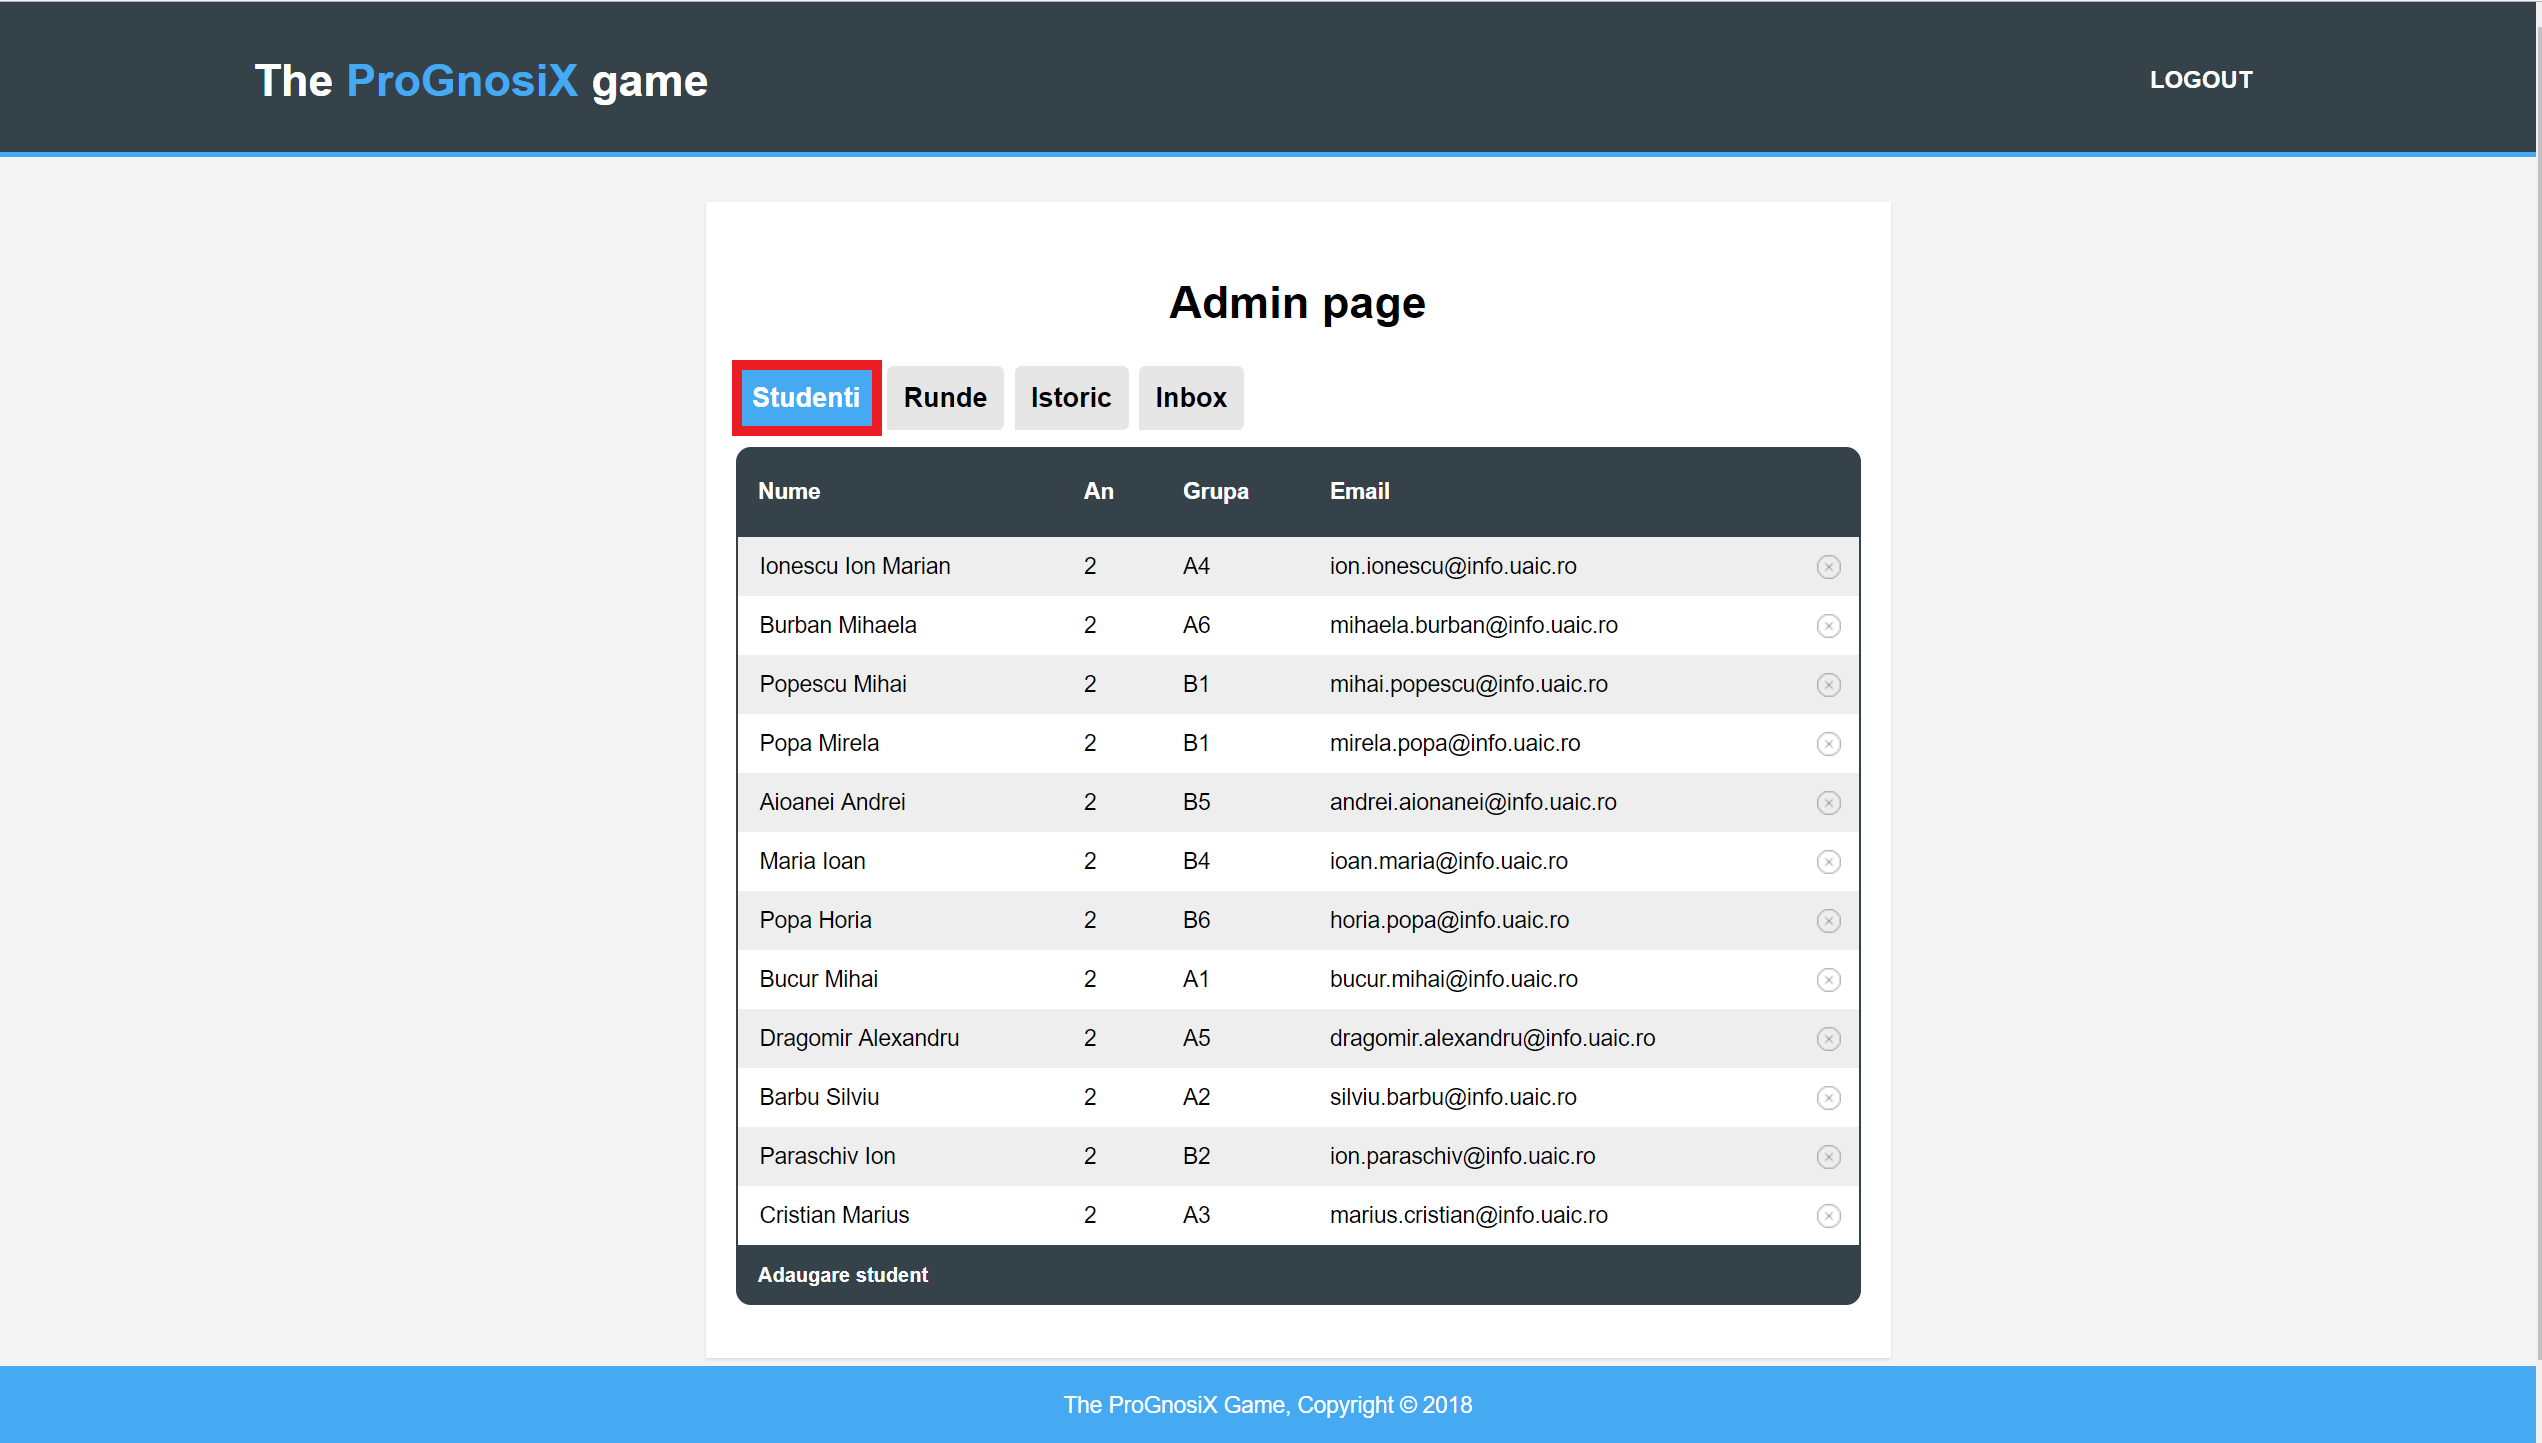 The ProGnosiX game LOGOUT
Admin page
Studenti Runde Istoric Inbox
Nume An Grupa Email
Ionescu Ion Marian 2 A4 ion.ionescu@info.uaic.ro
Burban Mihaela 2 A6 mihaela.burban@info.uaic.ro
Popescu Mihai 2 B1 mihai.popescu@info.uaic.ro
Popa Mirela 2 B1 mirela.popa@info.uaic.ro
Aioanei Andrei 2 B5 andrei.aionanei@info.uaic.ro
Maria Ioan 2 B4 ioan.maria@info.uaic.ro
Popa Horia 2 B6 horia.popa@info.uaic.ro
Bucur Mihai 2 A1 bucur.mihai@info.uaic.ro
Dragomir Alexandru 2 A5 dragomir.alexandru@info.uaic.ro
Barbu Silviu 2 A2 silviu.barbu@info.uaic.ro
Paraschiv Ion 2 B2 ion.paraschiv@info.uaic.ro
Cristian Marius 2 A3 marius.cristian@info.uaic.ro
Adaugare student
The ProGnosiX Game, Copyright © 2018